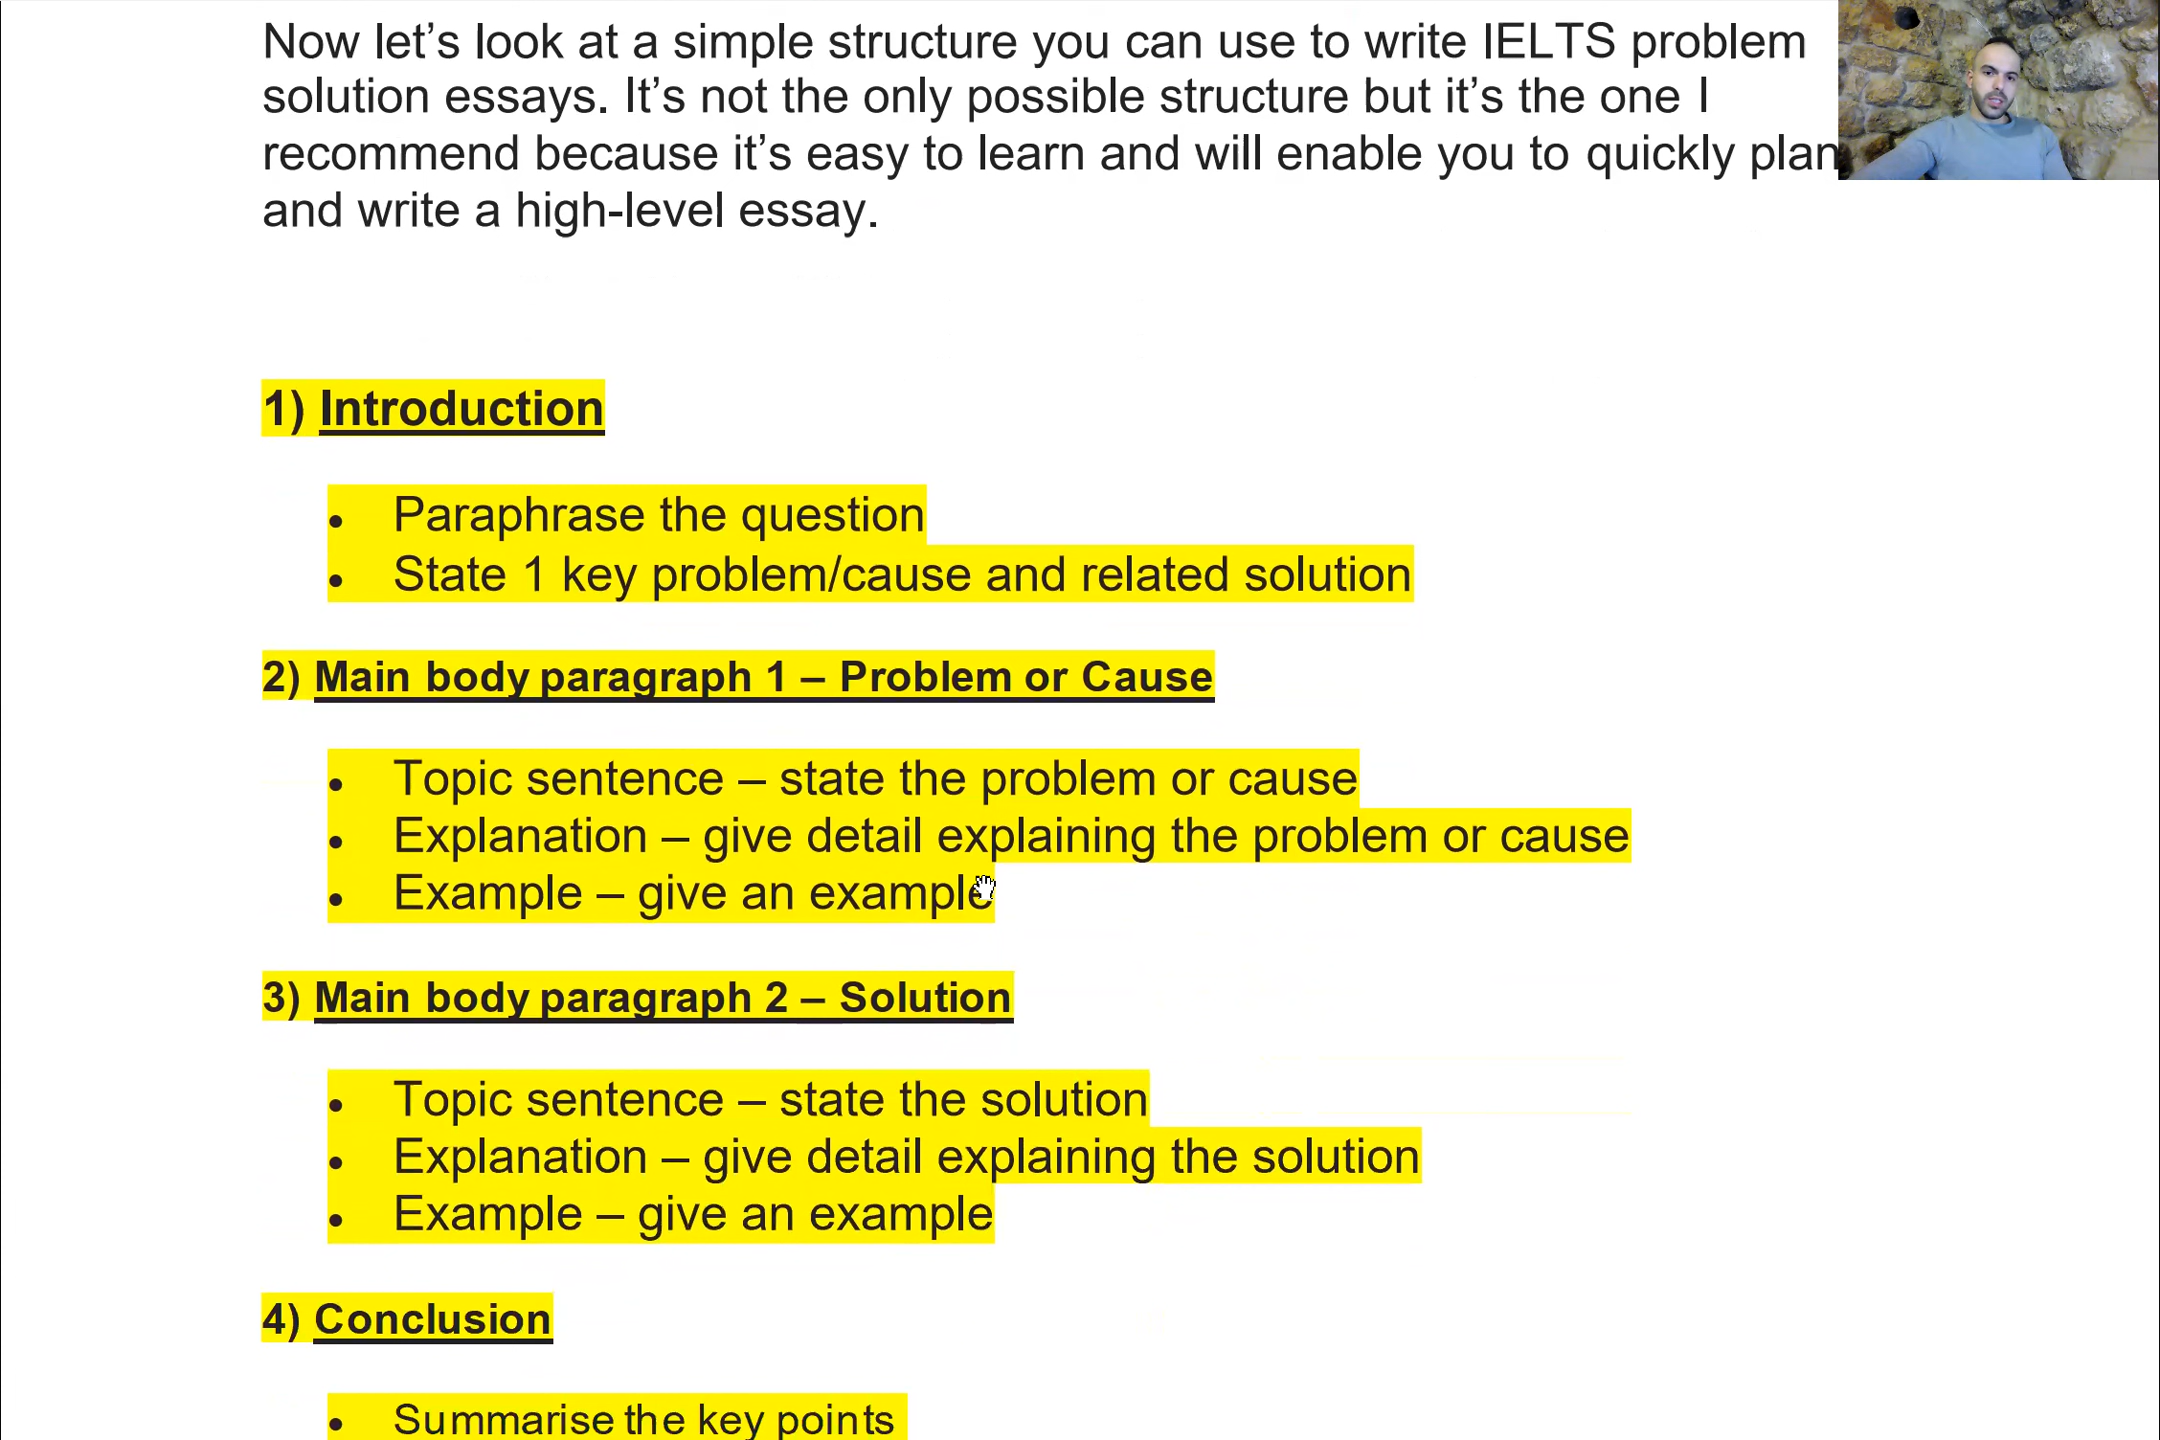 Now let’s look at a simple structure you can use to write IELTS problem
solution essays. It’s not the only possible structure but it’s the one I
recommend because it’s easy to learn and will enable you to quickly plan
and write a high-level essay.
1) Introduction
• Paraphrase the question
• State 1 key problem/cause and related solution
2) Main body paragraph 1 – Problem or Cause
• Topic sentence – state the problem or cause
• Explanation – give detail explaining the problem or cause
• Example – give an example
3) Main body paragraph 2 – Solution
• Topic sentence – state the solution
• Explanation – give detail explaining the solution
• Example – give an example
4) Conclusion
• Summarise the key points